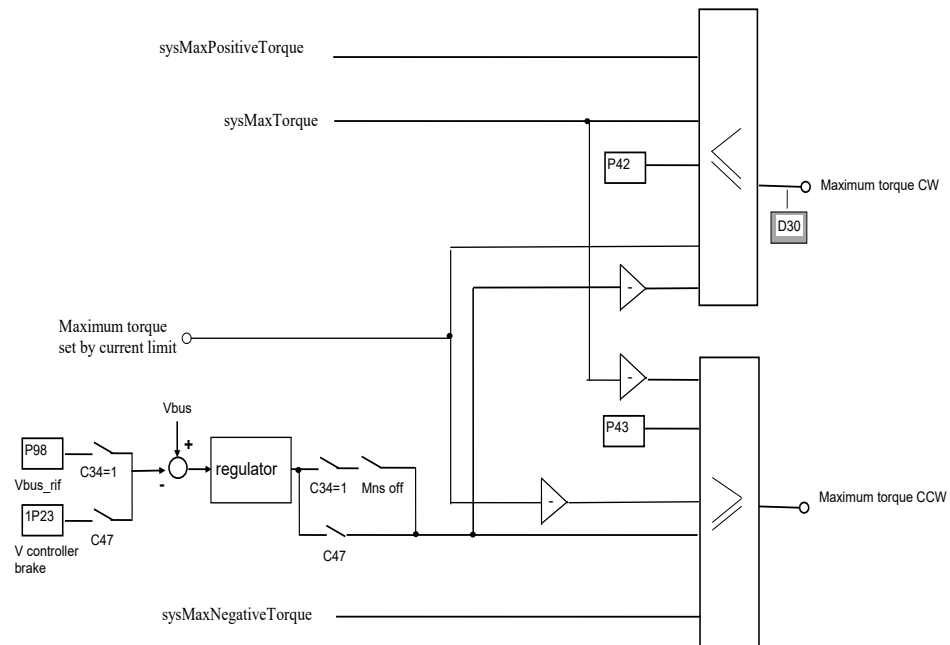 sysMaxPositiveTorque
sysMaxTorque
P42
Maximum torque CW
D30
-
Maximum torque
set by current limit
-
Vbus
P43
+
P98
C34=1
regulator
C34=1
Mns off
Vbus_rif
-
-
Maximum torque CCW
1P23
C47
C47
V controller
brake
sysMaxNegativeTorque